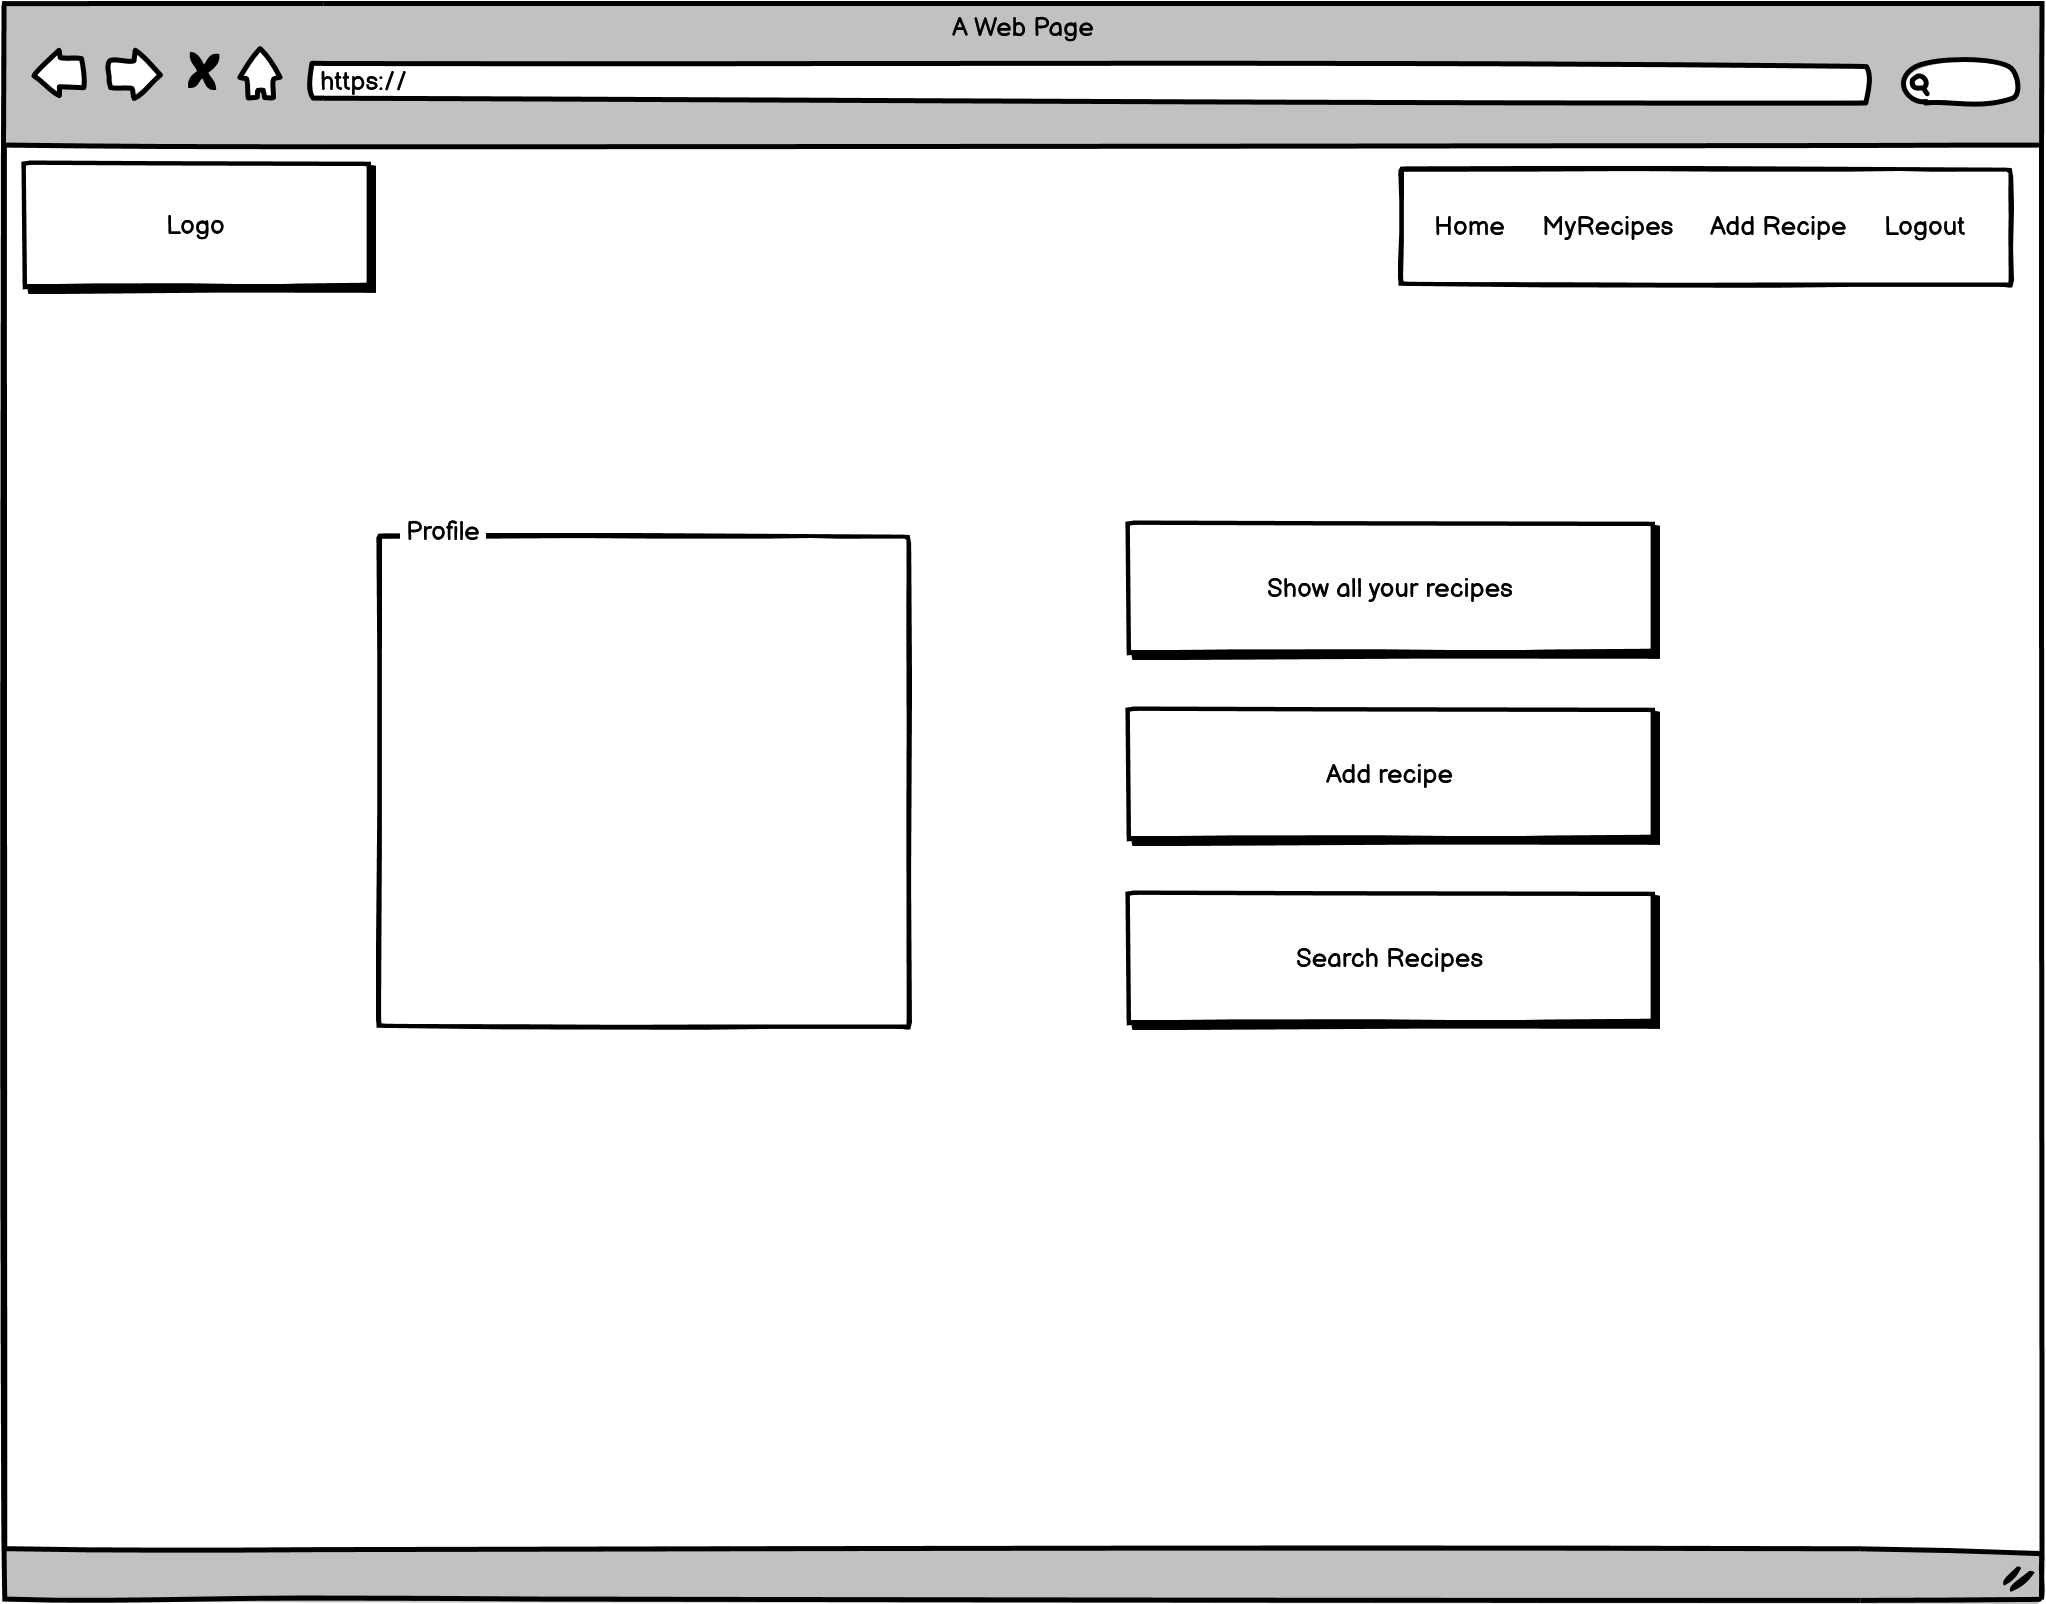 A Web Page
https://
Logo
Home MyRecipes Add Recipe Logout
Profile
Show all your recipes
Add recipe
Search Recipes